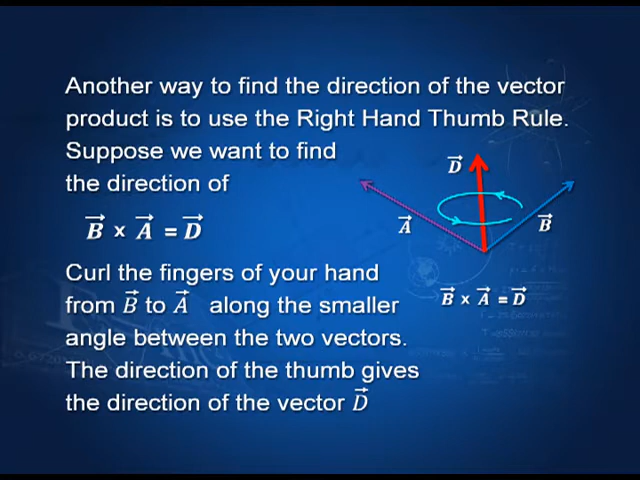 Another way to find the direction of the vector
product is to use the Right Hand Thumb Rule.
Suppose we want to find
the direction of
B⃗ x A⃗ = D⃗
Curl the fingers of your hand
from B⃗ to A⃗ along the smaller
angle between the two vectors.
The direction of the thumb gives
the direction of the vector D⃗
D⃗
A⃗
B⃗
B⃗ x A⃗ = D⃗